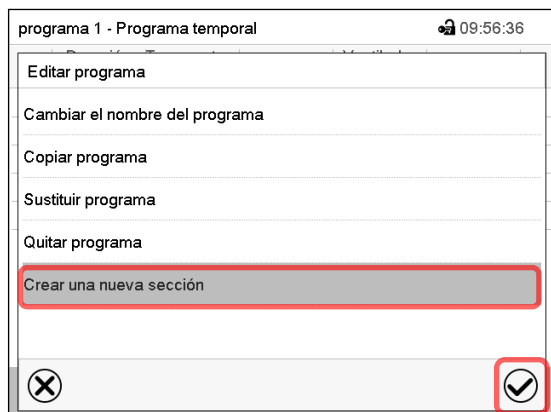 programa 1 - Programa temporal 09:56:36
Editar programa
Cambiar el nombre del programa
Copiar programa
Sustituir programa
Quitar programa
Crear una nueva sección